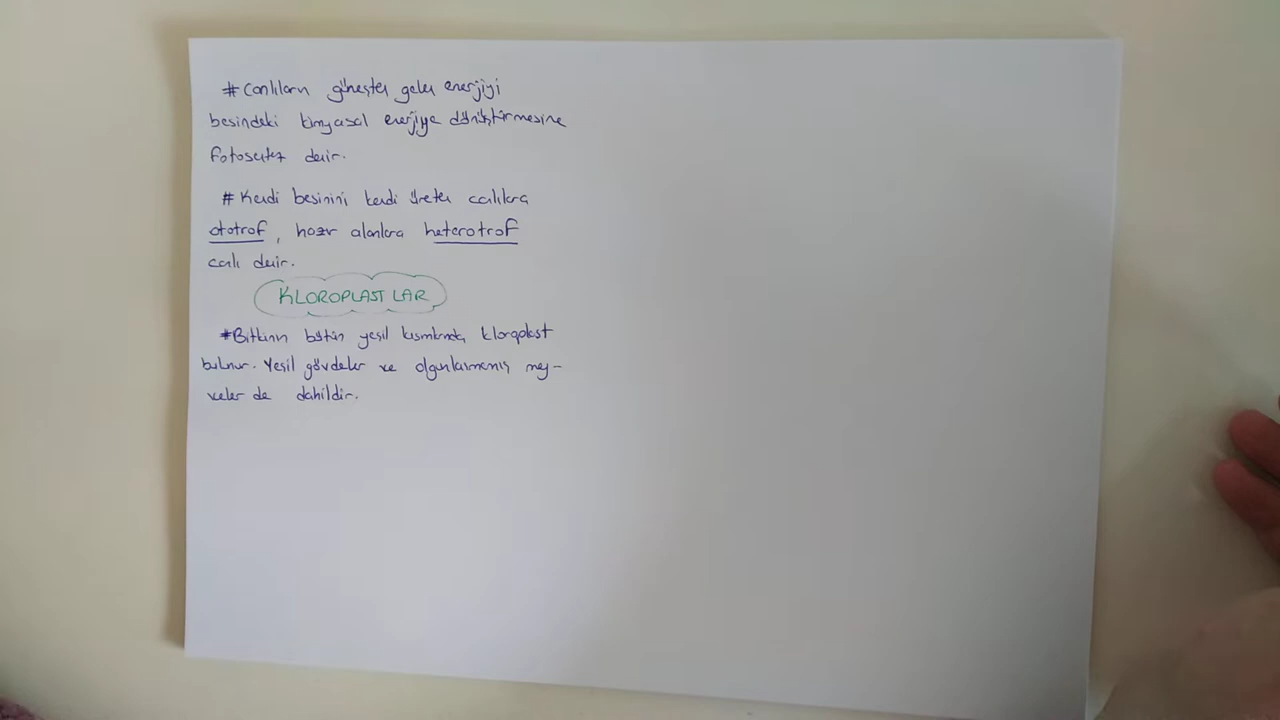 # Canlıların güneşten gelen enerjiyi
besindeki kimyasal enerjiye dönüştürmesine
fotosentez denir.
# Kendi besinini kendi üreten canlılara
ototrof, hazır alanlara heterotrof
canlı denir.
KLOROPLASTLAR
# Bitkinin bütün yeşil kısımlarında kloroplast
bulunur. Yeşil gövdeler ve olgunlaşmamış mey-
veler de dahildir.